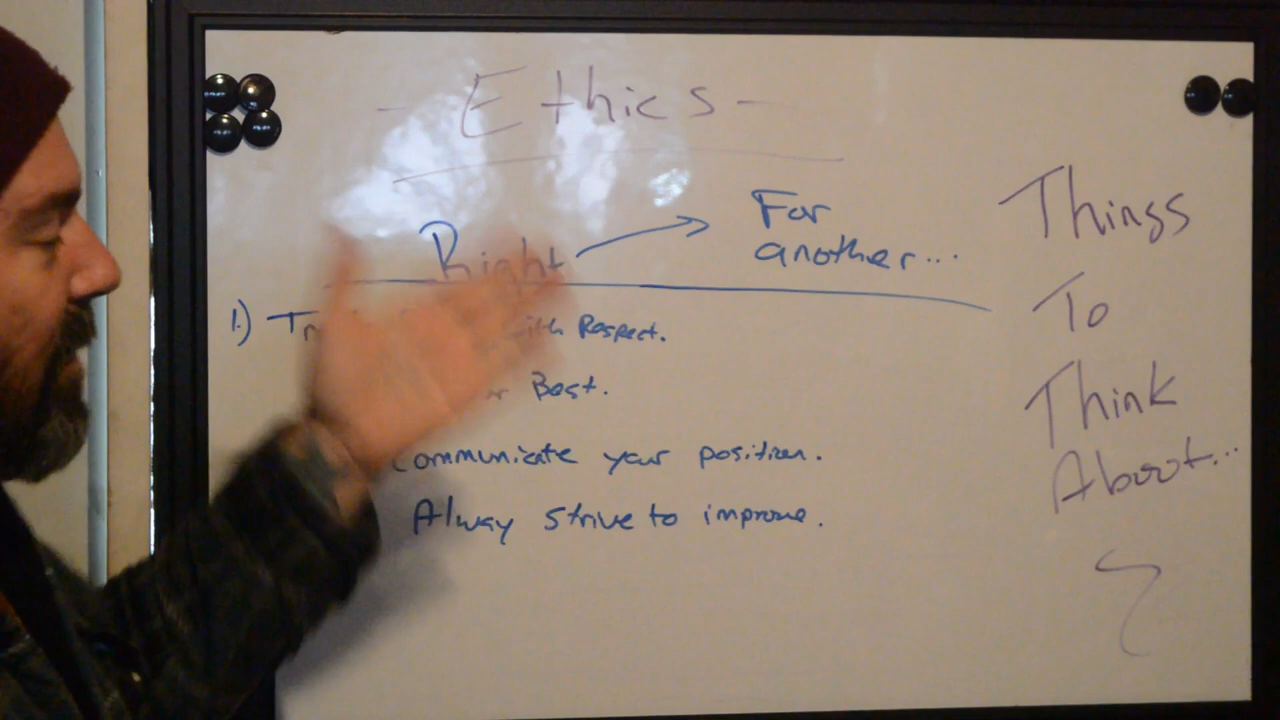 - Ethics -
Right → For
another...
1.) with Respect.
Best.
Communicate your position.
Alway strive to improve.
Things
To
Think
About...